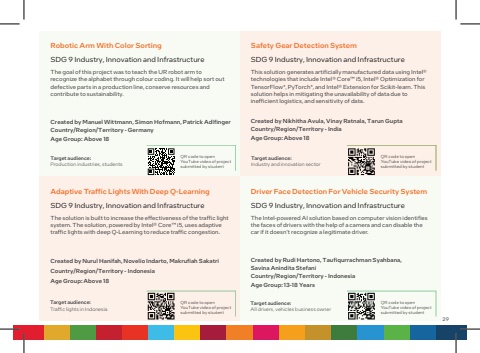 Robotic Arm With Color Sorting
SDG 9 Industry, Innovation and Infrastructure
The goal of this project was to teach the UR robot arm to
recognize the alphabet through colour coding. It will help sort out
defective parts in a production line, conserve resources and
contribute to sustainability.
Created by Manuel Wittmann, Simon Hofmann, Patrick Adlfinger
Country/Region/Territory - Germany
Age Group: Above 18
Target audience:
Production industries, students
QR code to open
YouTube video of project
submitted by student
Safety Gear Detection System
SDG 9 Industry, Innovation and Infrastructure
This solution generates artificially manufactured data using Intel®
technologies that include Intel® Core™ i5, Intel® Optimization for
TensorFlow*, PyTorch*, and Intel® Extension for Scikit-learn. This
solution helps in mitigating the unavailability of data due to
inefficient logistics, and sensitivity of data.
Created by Nikhitha Avula, Vinay Ratnala, Tarun Gupta
Country/Region/Territory - India
Age Group: Above 18
Target audience:
Industry and innovation sector
QR code to open
YouTube video of project
submitted by student
Adaptive Traffic Lights With Deep Q-Learning
SDG 9 Industry, Innovation and Infrastructure
The solution is built to increase the effectiveness of the traffic light
system. The solution, powered by Intel® Core™ i5, uses adaptive
traffic lights with deep Q-Learning to reduce traffic congestion.
Created by Nurul Hanifah, Novelio Indarto, Makrufiah Sakatri
Country/Region/Territory - Indonesia
Age Group: Above 18
Target audience:
Traffic lights in Indonesia
QR code to open
YouTube video of project
submitted by student
Driver Face Detection For Vehicle Security System
SDG 9 Industry, Innovation and Infrastructure
The Intel-powered AI solution based on computer vision identifies
the faces of drivers with the help of a camera and can disable the
car if it doesn't recognize a legitimate driver.
Created by Rudi Hartono, Taufiqurrachman Syahbana,
Savina Anindita Stefani
Country/Region/Territory - Indonesia
Age Group: 13-18 Years
Target audience:
All drivers, vehicles business owner
QR code to open
YouTube video of project
submitted by student
29